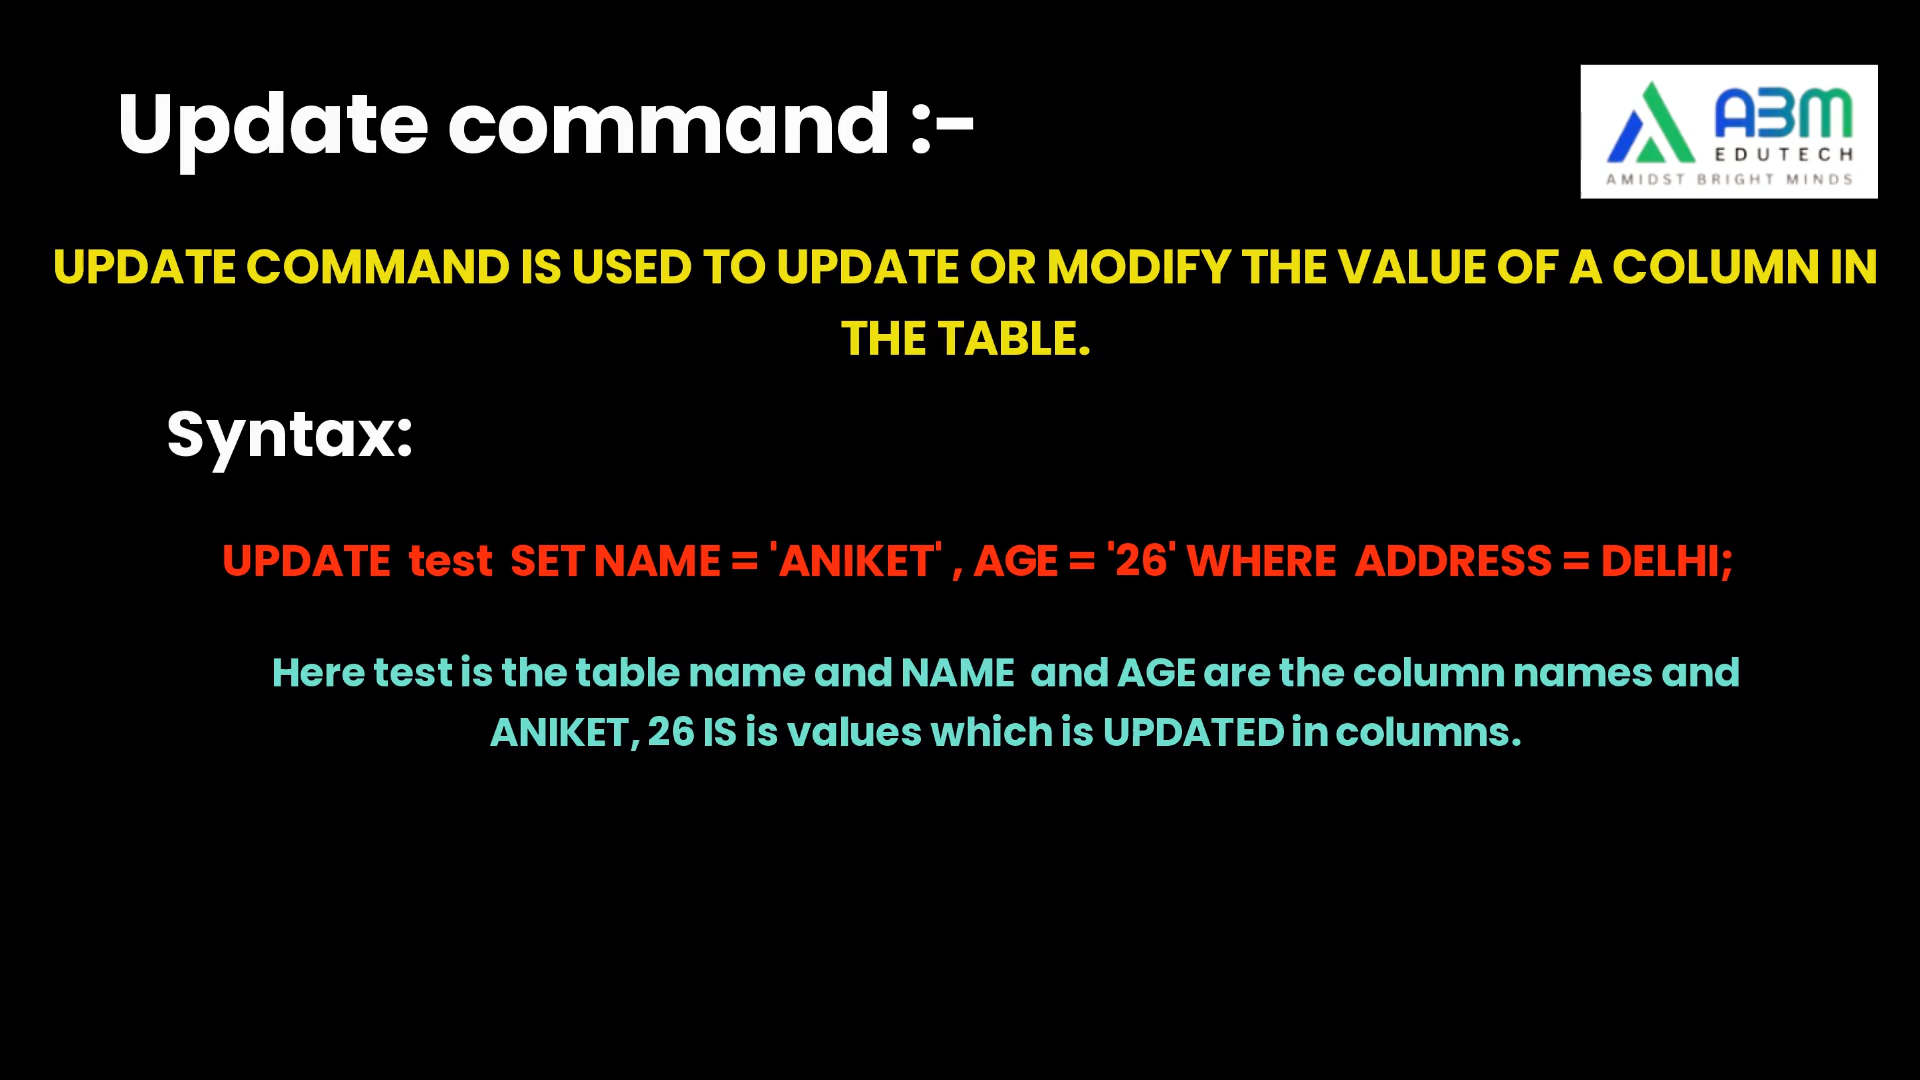 Update command :-
ABM
EDUTECH
AMIDST BRIGHT MINDS
UPDATE COMMAND IS USED TO UPDATE OR MODIFY THE VALUE OF A COLUMN IN
THE TABLE.
Syntax:
UPDATE test SET NAME = 'ANIKET' , AGE = '26' WHERE ADDRESS = DELHI;
Here test is the table name and NAME and AGE are the column names and
ANIKET, 26 IS is values which is UPDATED in columns.